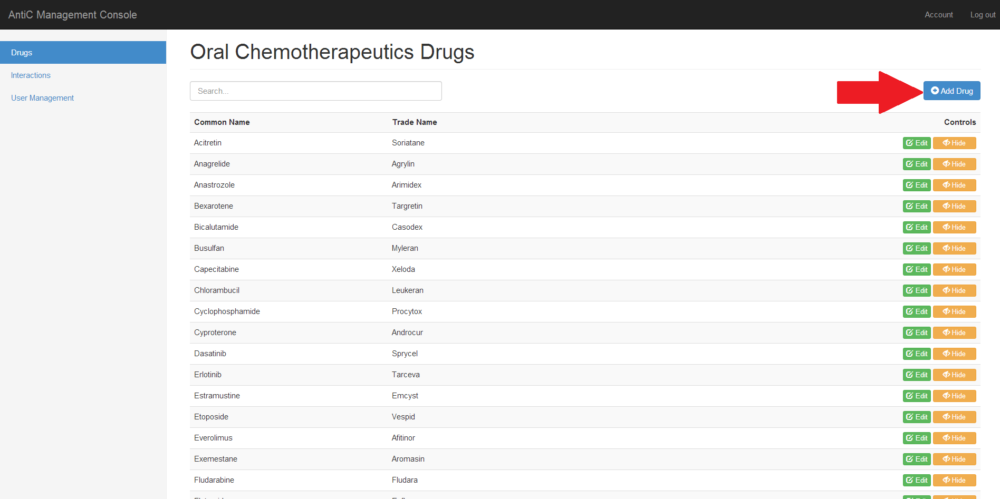 AntiC Management Console Account Log out
Drugs
Interactions
User Management
Oral Chemotherapeutics Drugs
Search...
Add Drug
Common Name Trade Name Controls
Acitretin Soriatane Edit Hide
Anagrelide Agrylin Edit Hide
Anastrozole Arimidex Edit Hide
Bexarotene Targretin Edit Hide
Bicalutamide Casodex Edit Hide
Busulfan Myleran Edit Hide
Capecitabine Xeloda Edit Hide
Chlorambucil Leukeran Edit Hide
Cyclophosphamide Procytox Edit Hide
Cyproterone Androcur Edit Hide
Dasatinib Sprycel Edit Hide
Erlotinib Tarceva Edit Hide
Estramustine Emcyst Edit Hide
Etoposide Vespid Edit Hide
Everolimus Afitinor Edit Hide
Exemestane Aromasin Edit Hide
Fludarabine Fludara Edit Hide